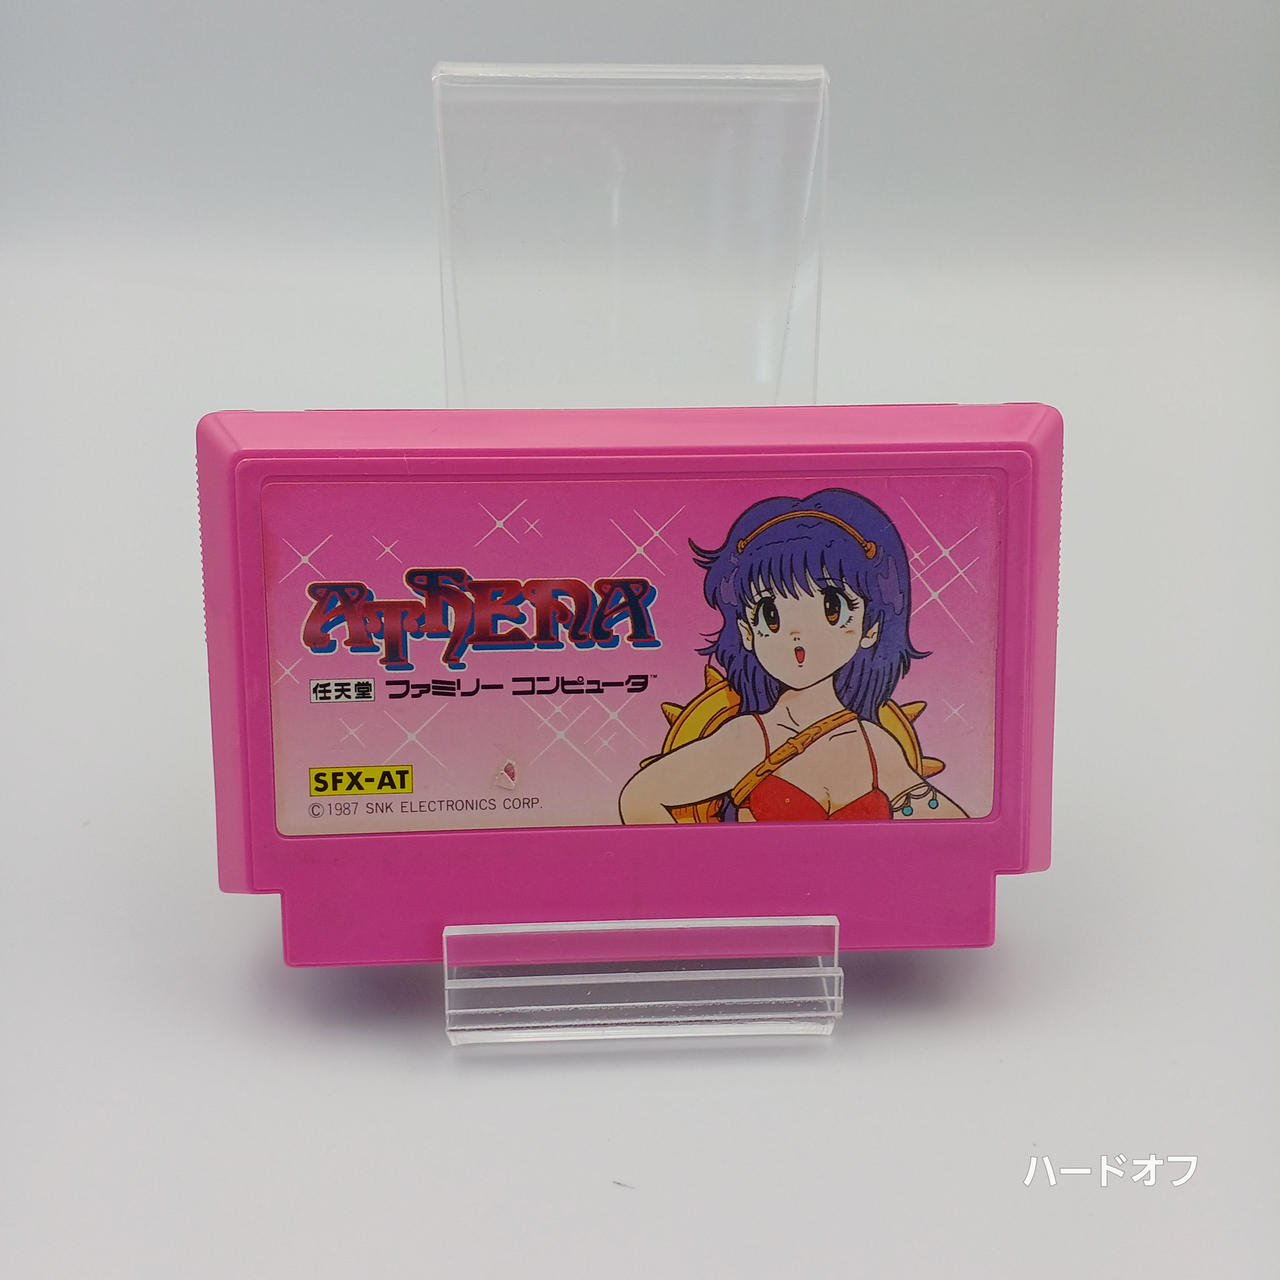 ATHENA
任天堂 ファミリーコンピュータ™
SFX-AT
©1987 SNK ELECTRONICS CORP.
ハードオフ